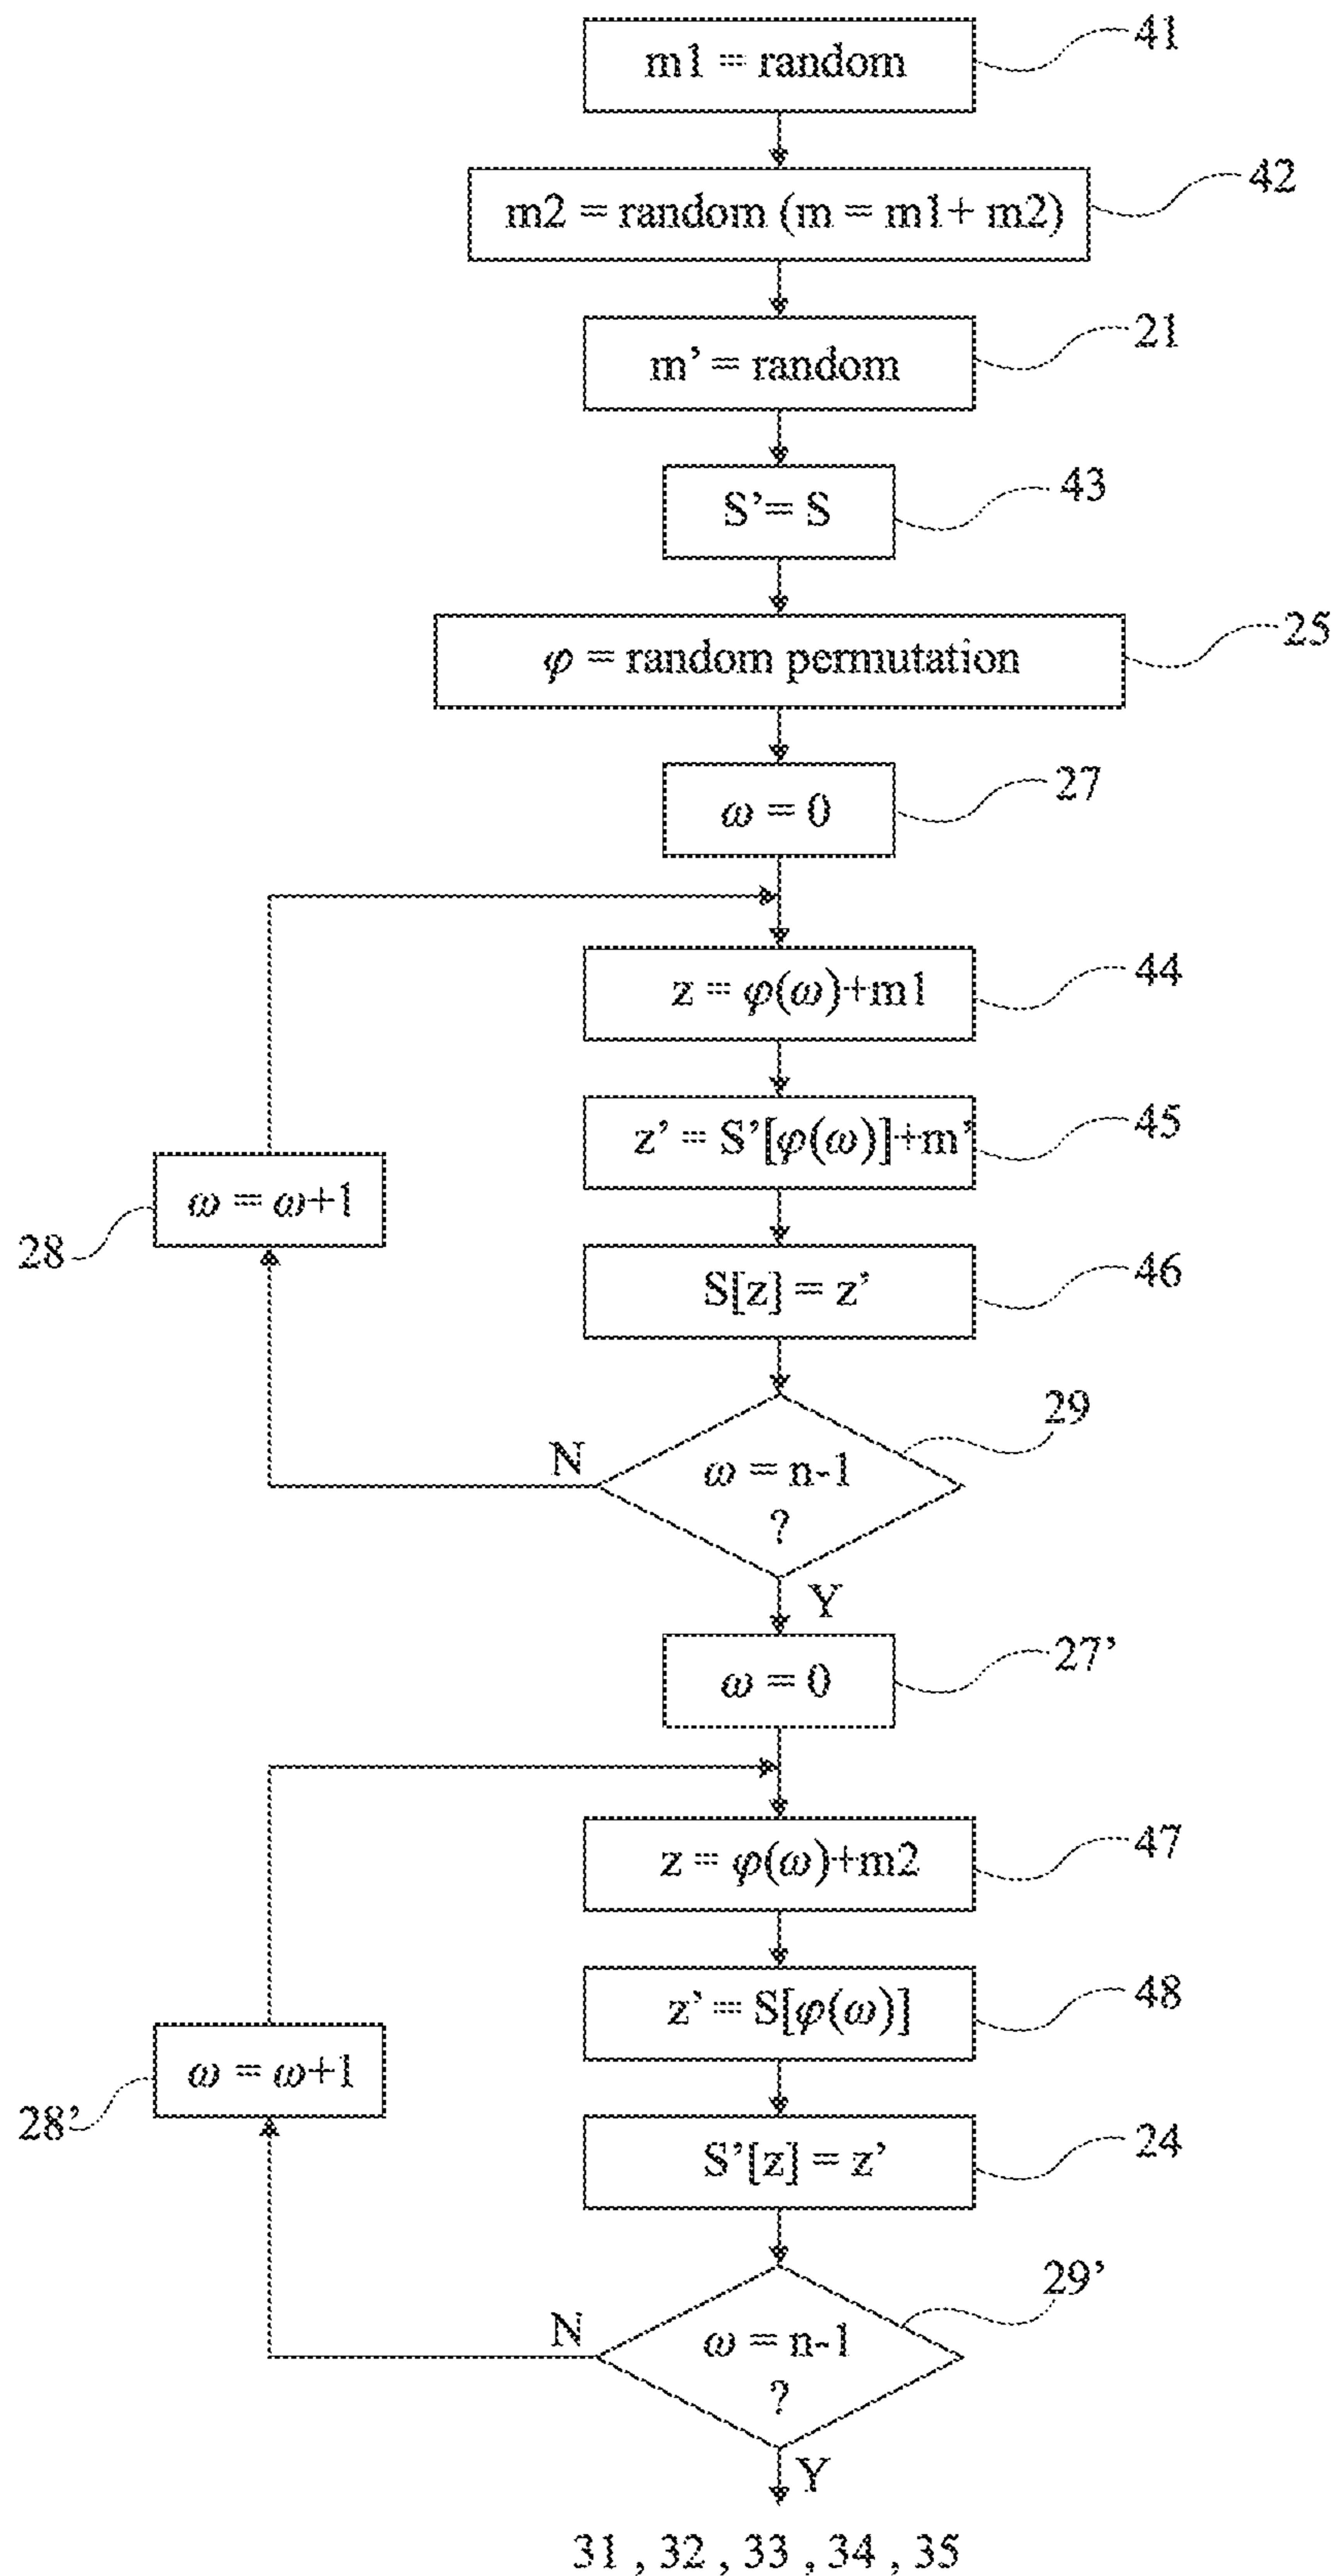 m1 = random
41
m2 = random (m = m1+ m2)
42
m’ = random
21
S’= S
43
φ = random permutation
25
ω = 0
27
z = φ(ω)+m1
44
z’ = S’[φ(ω)]+m’
45
ω = ω+1
28
S[z] = z’
46
ω = n-1
?
29
N
Y
ω = 0
27’
z = φ(ω)+m2
47
z’ = S[φ(ω)]
48
ω = ω+1
28’
S’[z] = z’
24
ω = n-1
?
29’
N
Y
31 , 32 , 33 , 34 , 35